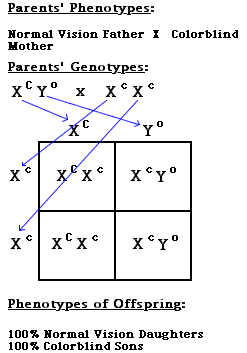 Parents' Phenotypes:
Normal Vision Father X Colorblind
Mother
Parents' Genotypes:
X^C Y^o x X^c X^c
X^C Y^o
X^c X^C X^c X^c Y^o
X^c X^C X^c X^c Y^o
Phenotypes of Offspring:
100% Normal Vision Daughters
100% Colorblind Sons